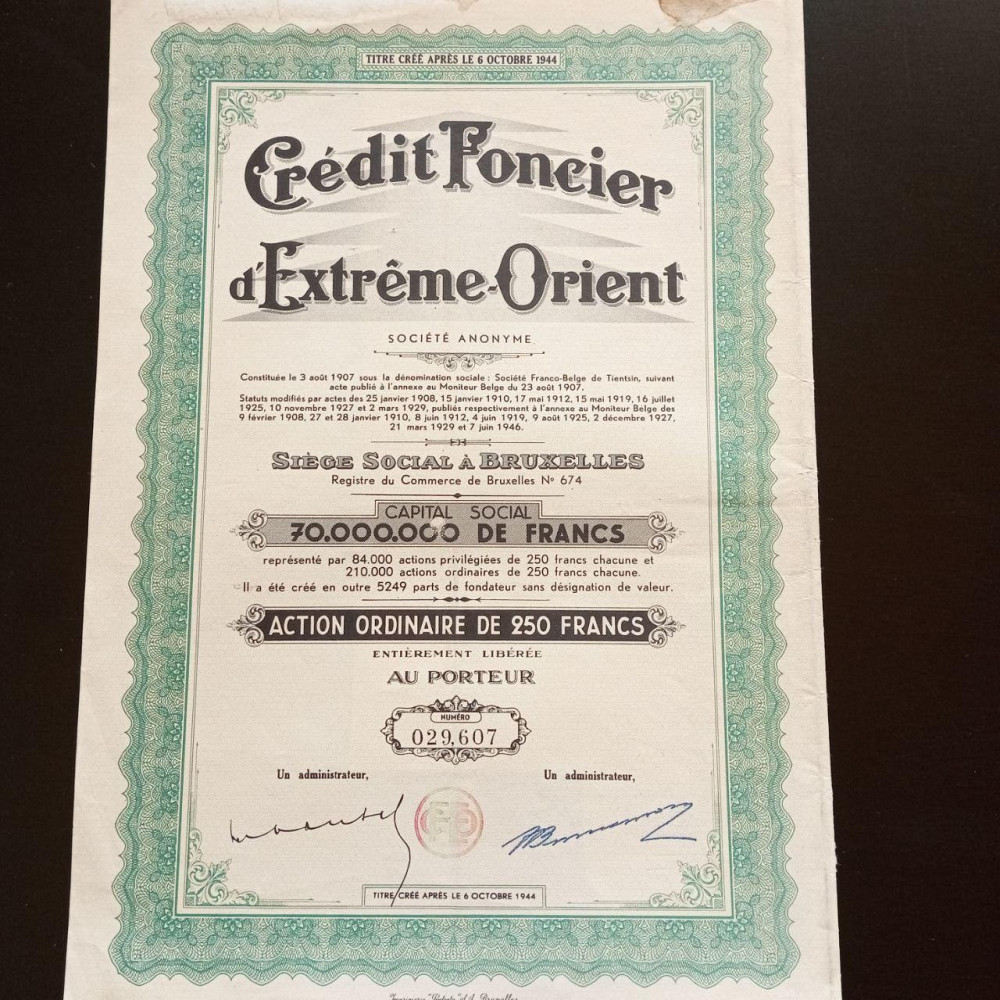 TITRE CRÉÉ APRÈS LE 6 OCTOBRE 1944
Crédit Foncier
d'Extrême-Orient
SOCIÉTÉ ANONYME
Constituée le 3 août 1907 sous la dénomination sociale : Société Franco-Belge de Tientsin, suivant
acte publié à l'annexe au Moniteur Belge du 23 août 1907.
Statuts modifiés par actes des 25 janvier 1908, 15 janvier 1910, 17 mai 1912, 15 mai 1919, 16 juillet
1925, 10 novembre 1927 et 2 mars 1929, publiés respectivement à l'annexe au Moniteur Belge des
9 février 1908, 27 et 28 janvier 1910, 8 juin 1912, 4 juin 1919, 9 août 1925, 2 décembre 1927,
21 mars 1929 et 7 juin 1946.
SIÈGE SOCIAL À BRUXELLES
Registre du Commerce de Bruxelles Nº 674
CAPITAL SOCIAL
70.000.000 DE FRANCS
représenté par 84.000 actions privilégiées de 250 francs chacune et
210.000 actions ordinaires de 250 francs chacune.
Il a été créé en outre 5249 parts de fondateur sans désignation de valeur.
ACTION ORDINAIRE DE 250 FRANCS
ENTIÈREMENT LIBÉRÉE
AU PORTEUR
NUMÉRO
029,607
Un administrateur, Un administrateur,
TITRE CRÉÉ APRÈS LE 6 OCTOBRE 1944